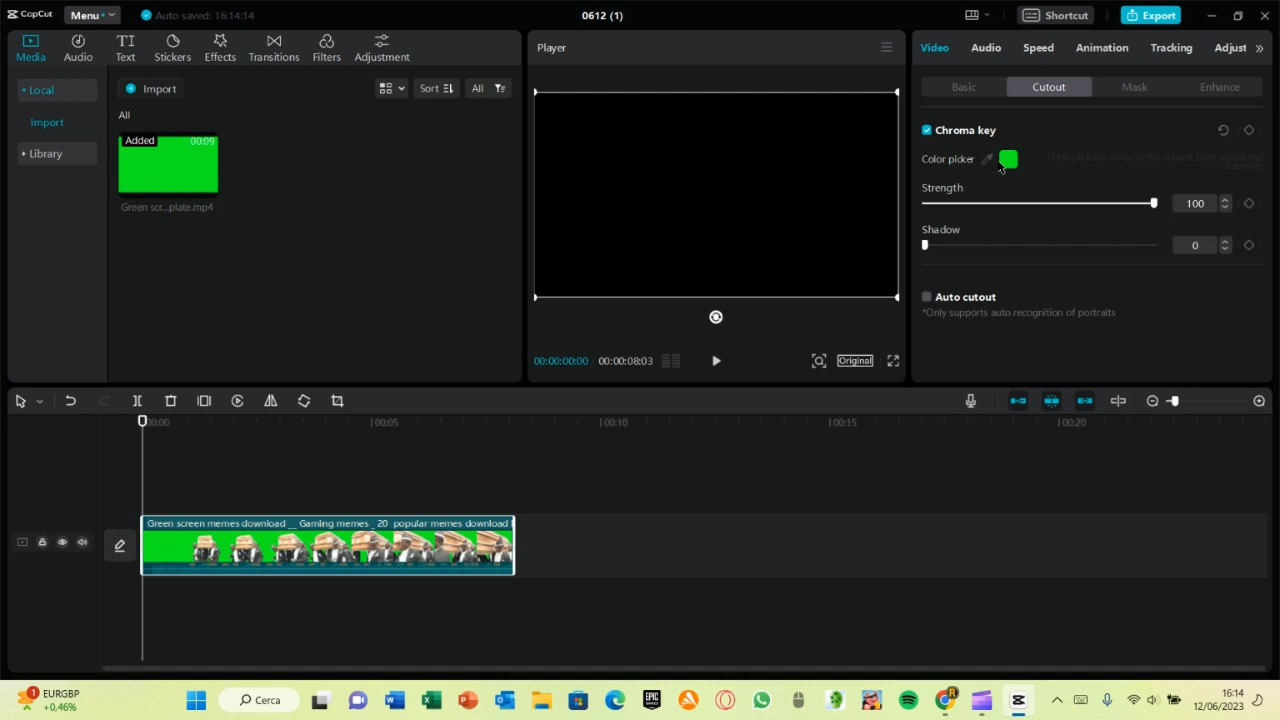 CapCut
Menu
Auto saved: 16:14:14
0612 (1)
Shortcut
Export
Media
Audio
Text
Stickers
Effects
Transitions
Filters
Adjustment
Local
Import
Library
Import
Sort
All
All
Added
00:09
Green scr...plate.mp4
Player
00:00:00:00
00:00:08:03
Original
Video
Audio
Speed
Animation
Tracking
Adjust
Basic
Cutout
Mask
Enhance
Chroma key
Color picker
*First pick the color of the screen, then adjust the
intensity
Strength
100
Shadow
0
Auto cutout
*Only supports auto recognition of portraits
00:00
00:05
00:10
00:15
00:20
Green screen memes download __ Gaming memes _ 20 popular memes download
1
EURGBP
+0,46%
Cerca
EPIC
GAMES
16:14
12/06/2023